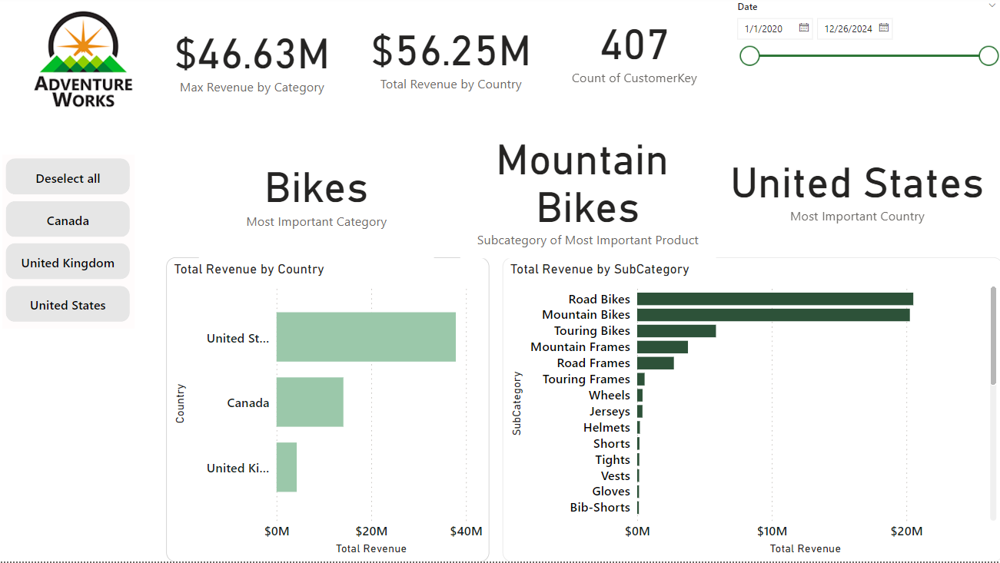 ADVENTURE
WORKS
$46.63M
Max Revenue by Category
$56.25M
Total Revenue by Country
407
Count of CustomerKey
Date
1/1/2020
12/26/2024
Deselect all
Canada
United Kingdom
United States
Bikes
Most Important Category
Mountain
Bikes
Subcategory of Most Important Product
United States
Most Important Country
Total Revenue by Country
Country
United St...
Canada
United Ki...
$0M
$20M
$40M
Total Revenue
Total Revenue by SubCategory
SubCategory
Road Bikes
Mountain Bikes
Touring Bikes
Mountain Frames
Road Frames
Touring Frames
Wheels
Jerseys
Helmets
Shorts
Tights
Vests
Gloves
Bib-Shorts
$0M
$10M
$20M
Total Revenue